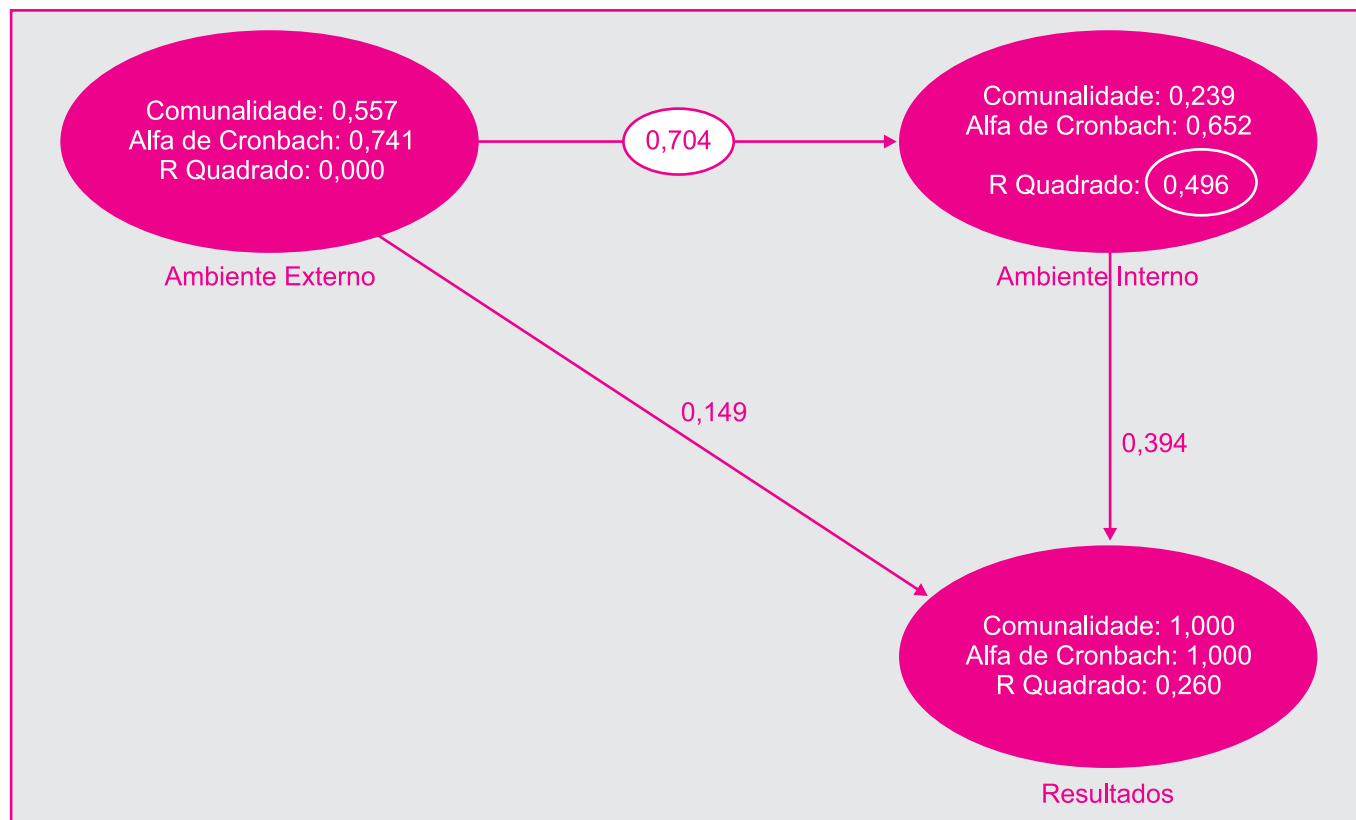 Comunalidade: 0,557
Alfa de Cronbach: 0,741
R Quadrado: 0,000
Ambiente Externo
0,704
Comunalidade: 0,239
Alfa de Cronbach: 0,652
R Quadrado: 0,496
Ambiente Interno
0,149
0,394
Comunalidade: 1,000
Alfa de Cronbach: 1,000
R Quadrado: 0,260
Resultados